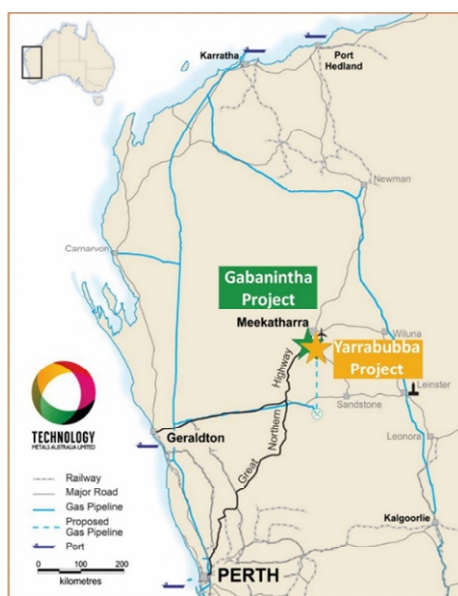 Karratha
Port
Hedland
Newman
Carnarvon
Gabanintha
Project
Meekatharra
Wiluna
Yarrabubba
Project
Highway
Leinster
Sandstone
Northern
Geraldton
Leonora
Great
Kalgoorlie
PERTH
TECHNOLOGY
METALS AUSTRALIA LIMITED
Railway
Major Road
Gas Pipeline
Proposed
Gas Pipeline
Port
0 100 200
kilometres